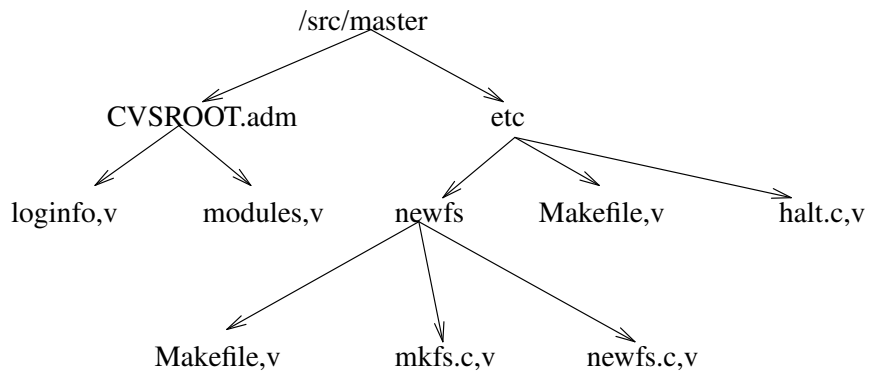 /src/master
CVSROOT.adm etc
loginfo,v modules,v newfs Makefile,v halt.c,v
Makefile,v mkfs.c,v newfs.c,v